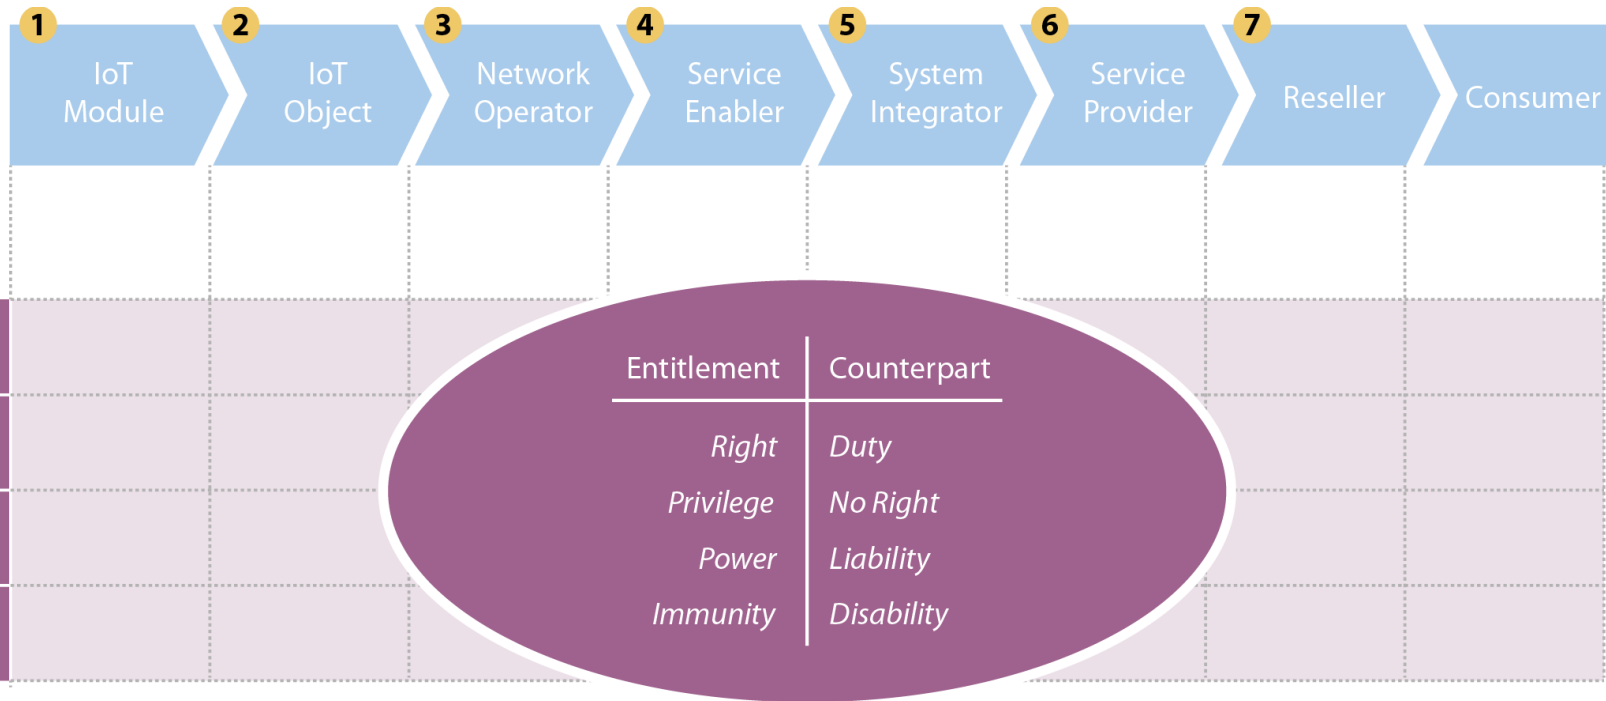 1
IoT
Module
2
IoT
Object
3
Network
Operator
4
Service
Enabler
5
System
Integrator
6
Service
Provider
7
Reseller
Consumer
Entitlement Counterpart
Right Duty
Privilege No Right
Power Liability
Immunity Disability